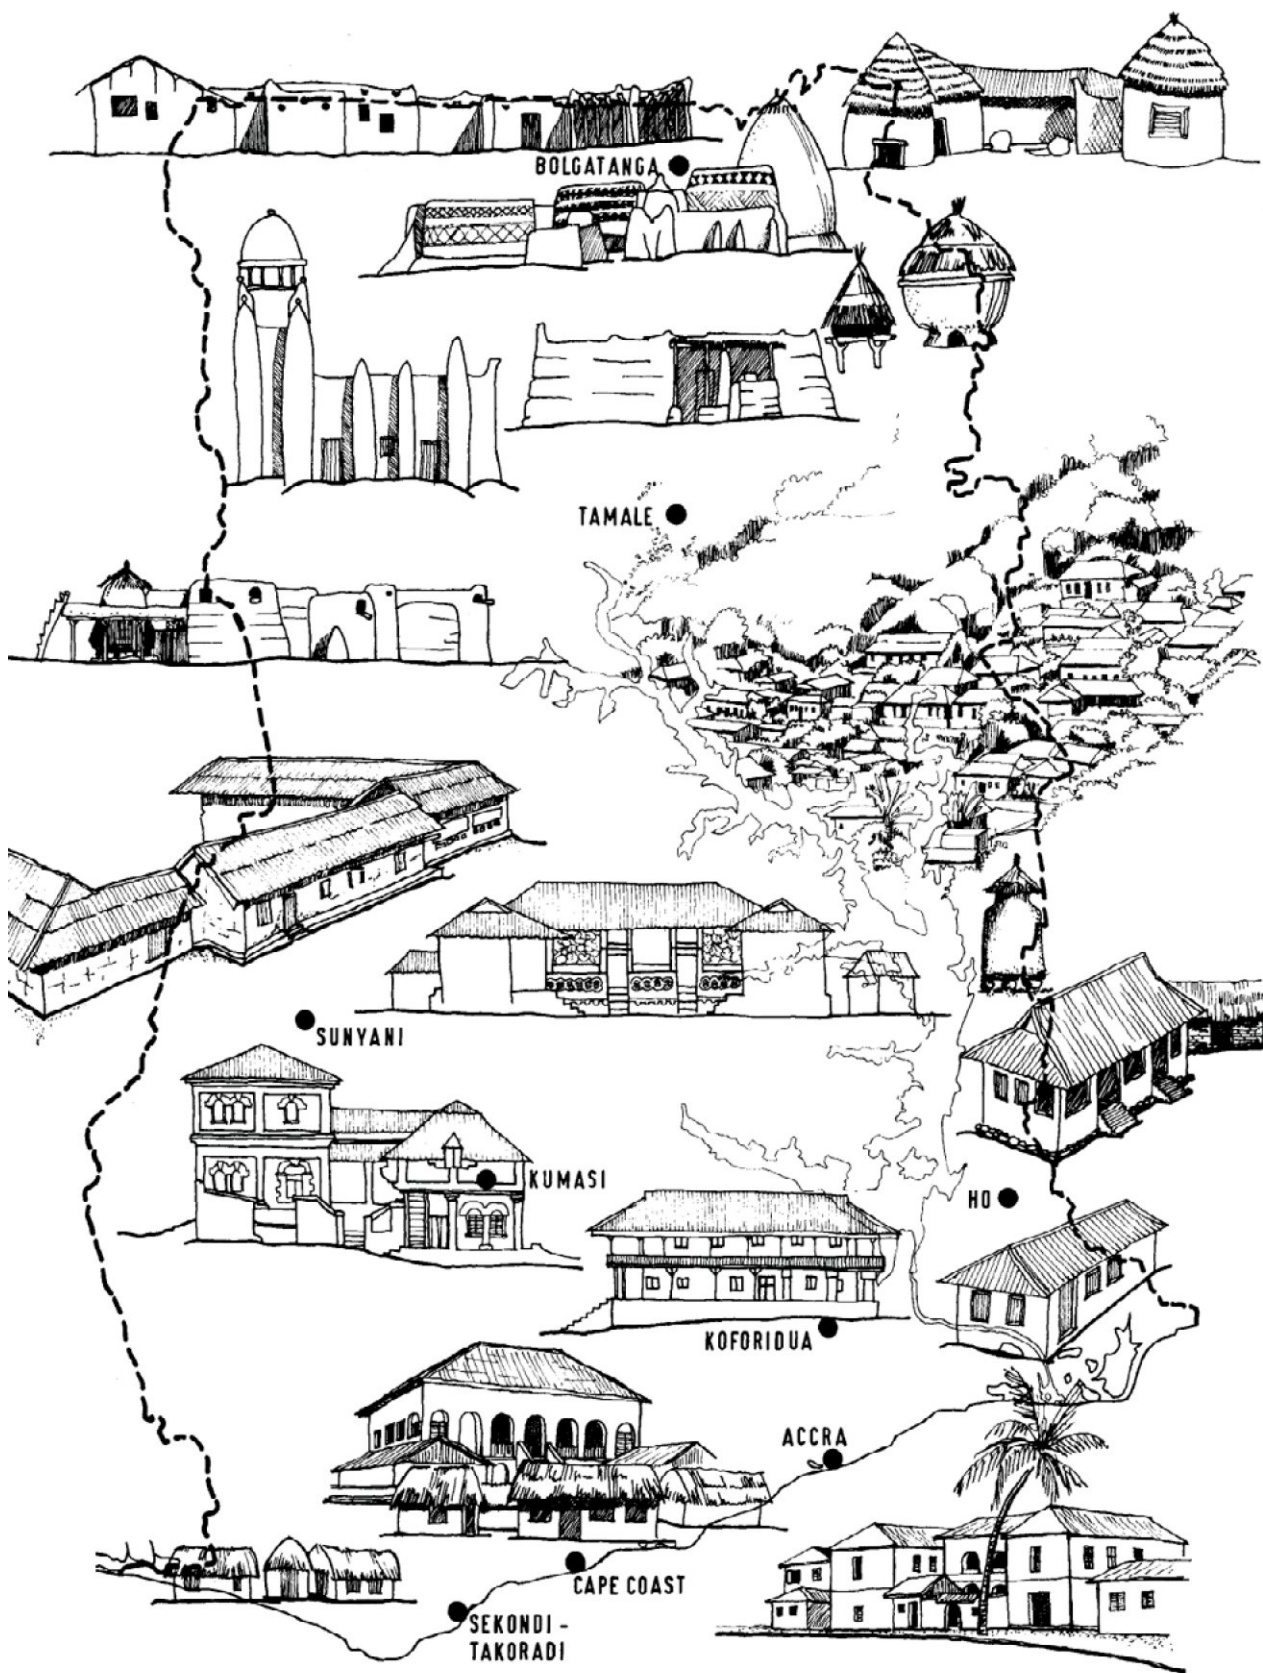 BOLGATANGA
TAMALE
SUNYANI
KUMASI
HO
KOFORIDUA
ACCRA
CAPE COAST
SEKONDI -
TAKORADI